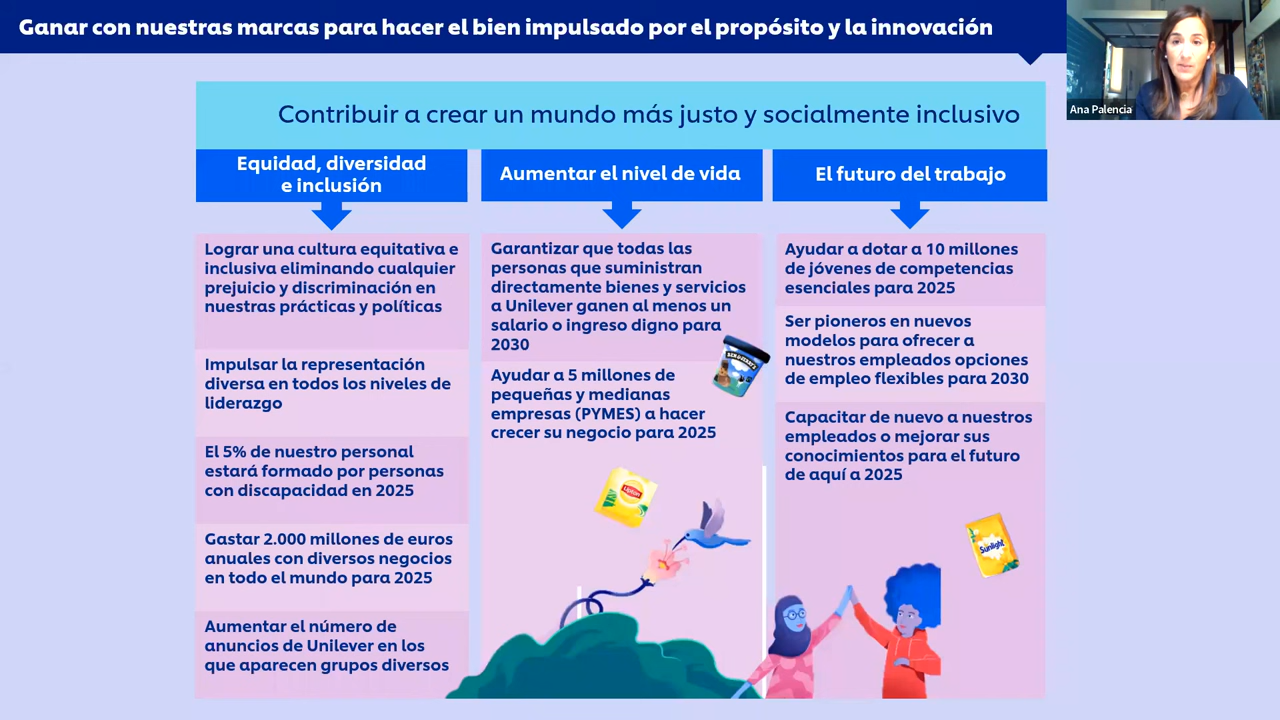 Ganar con nuestras marcas para hacer el bien impulsado por el propósito y la innovación
Ana Palencia
Contribuir a crear un mundo más justo y socialmente inclusivo
Equidad, diversidad
e inclusión
Lograr una cultura equitativa e
inclusiva eliminando cualquier
prejuicio y discriminación en
nuestras prácticas y políticas
Impulsar la representación
diversa en todos los niveles de
liderazgo
El 5% de nuestro personal
estará formado por personas
con discapacidad en 2025
Gastar 2.000 millones de euros
anuales con diversos negocios
en todo el mundo para 2025
Aumentar el número de
anuncios de Unilever en los
que aparecen grupos diversos
Aumentar el nivel de vida
Garantizar que todas las
personas que suministran
directamente bienes y servicios
a Unilever ganen al menos un
salario o ingreso digno para
2030
Ayudar a 5 millones de
pequeñas y medianas
empresas (PYMES) a hacer
crecer su negocio para 2025
BEN & JERRY'S
Lipton
El futuro del trabajo
Ayudar a dotar a 10 millones
de jóvenes de competencias
esenciales para 2025
Ser pioneros en nuevos
modelos para ofrecer a
nuestros empleados opciones
de empleo flexibles para 2030
Capacitar de nuevo a nuestros
empleados o mejorar sus
conocimientos para el futuro
de aquí a 2025
Sunlight